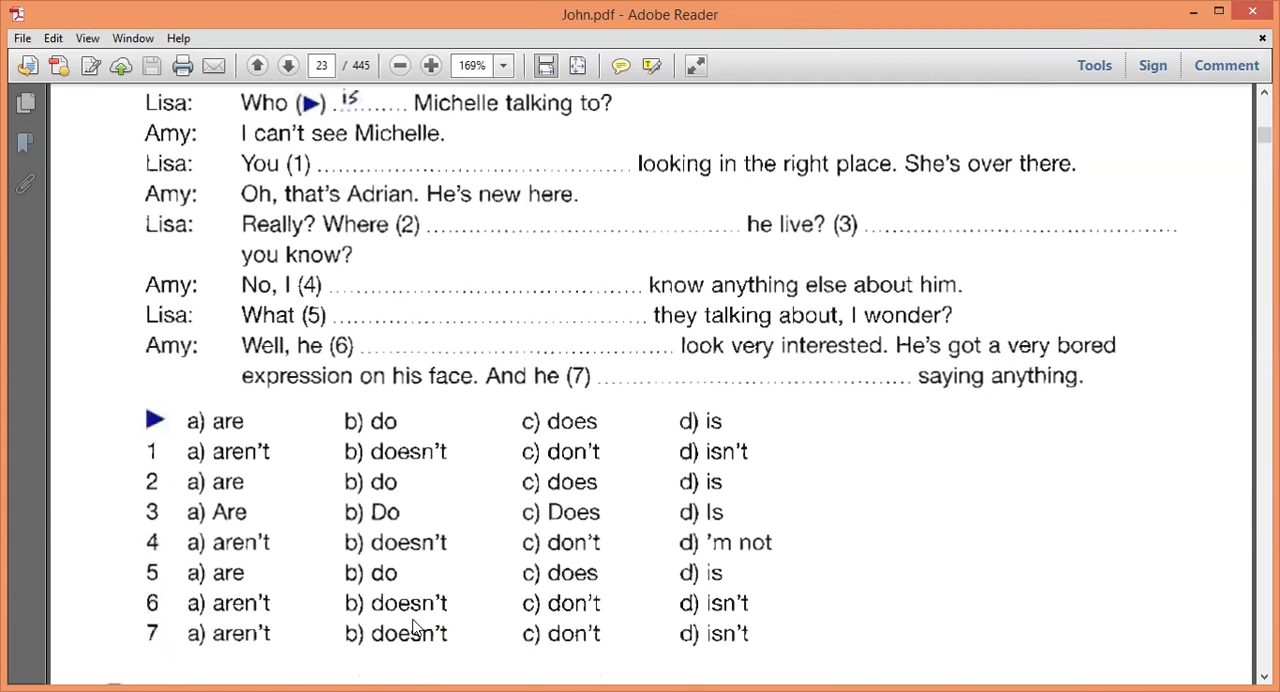 John.pdf - Adobe Reader
File Edit View Window Help
23 / 445 169% Tools Sign Comment
Lisa: Who (▶) ..is........ Michelle talking to?
Amy: I can't see Michelle.
Lisa: You (1) ........................................ looking in the right place. She's over there.
Amy: Oh, that's Adrian. He's new here.
Lisa: Really? Where (2) ........................................ he live? (3) ........................................
you know?
Amy: No, I (4) ........................................ know anything else about him.
Lisa: What (5) ........................................ they talking about, I wonder?
Amy: Well, he (6) ........................................ look very interested. He's got a very bored
expression on his face. And he (7) ........................................ saying anything.
▶ a) are b) do c) does d) is
1 a) aren't b) doesn't c) don't d) isn't
2 a) are b) do c) does d) is
3 a) Are b) Do c) Does d) Is
4 a) aren't b) doesn't c) don't d) 'm not
5 a) are b) do c) does d) is
6 a) aren't b) doesn't c) don't d) isn't
7 a) aren't b) doesn't c) don't d) isn't